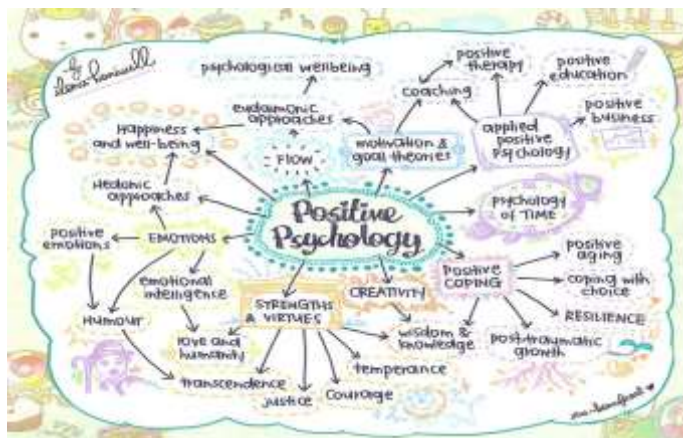 by
psychological wellbeing
positive
therapy
positive
education
coaching
eudaimonic
approaches
positive
business
Happiness
and well-being
FLOW
motivation &
goal theories
applied
positive
psychology
Hedonic
approaches
Positive
Psychology
psychology
of TIME
positive
emotions
EMOTIONS
positive
aging
emotional
intelligence
CREATIVITY
positive
COPING
coping with
choice
STRENGTHS
& VIRTUES
RESILIENCE
Humour
love and
humanity
wisdom &
knowledge
post-traumatic
growth
transcendence
temperance
justice
Courage